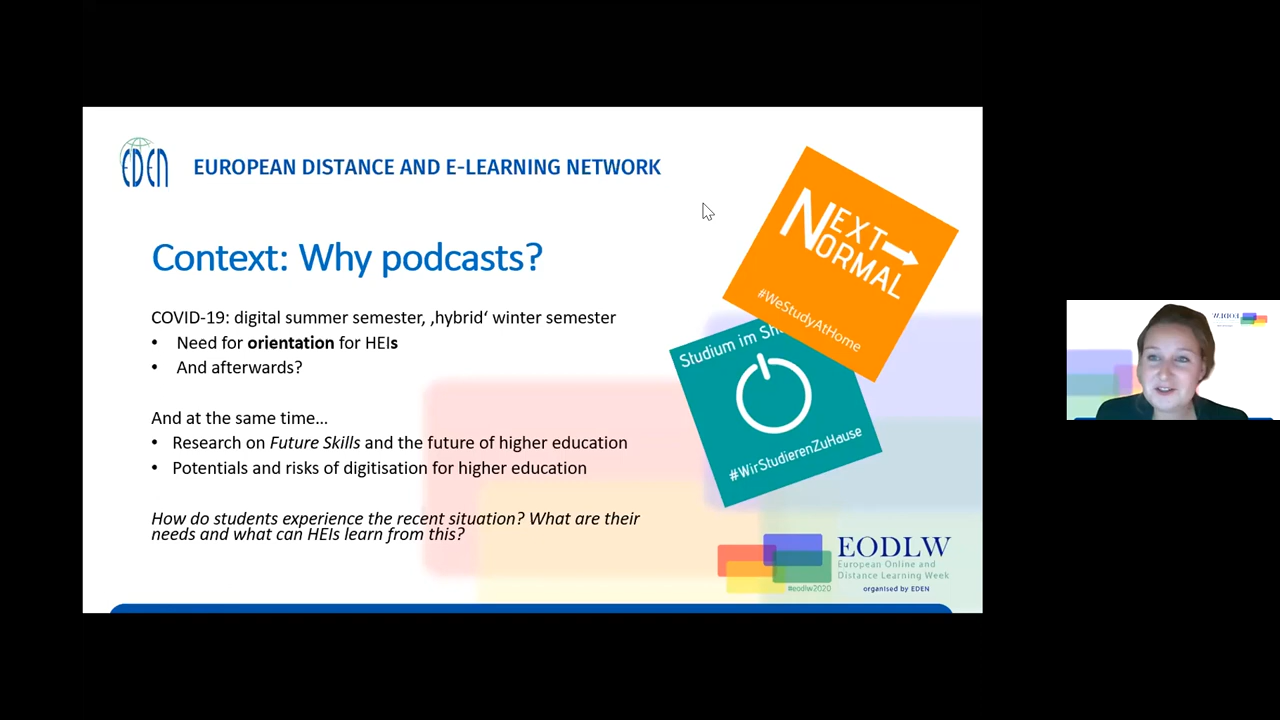 EDEN EUROPEAN DISTANCE AND E-LEARNING NETWORK
Context: Why podcasts?
COVID-19: digital summer semester, ‚hybrid‘ winter semester
• Need for orientation for HEIs
• And afterwards?
And at the same time…
• Research on Future Skills and the future of higher education
• Potentials and risks of digitisation for higher education
How do students experience the recent situation? What are their
needs and what can HEIs learn from this?
NEXT
NORMAL
#WeStudyAtHome
Studium im
#WirStudierenZuHause
EODLW
European Online and
Distance Learning Week
#eodlw2020 organised by EDEN